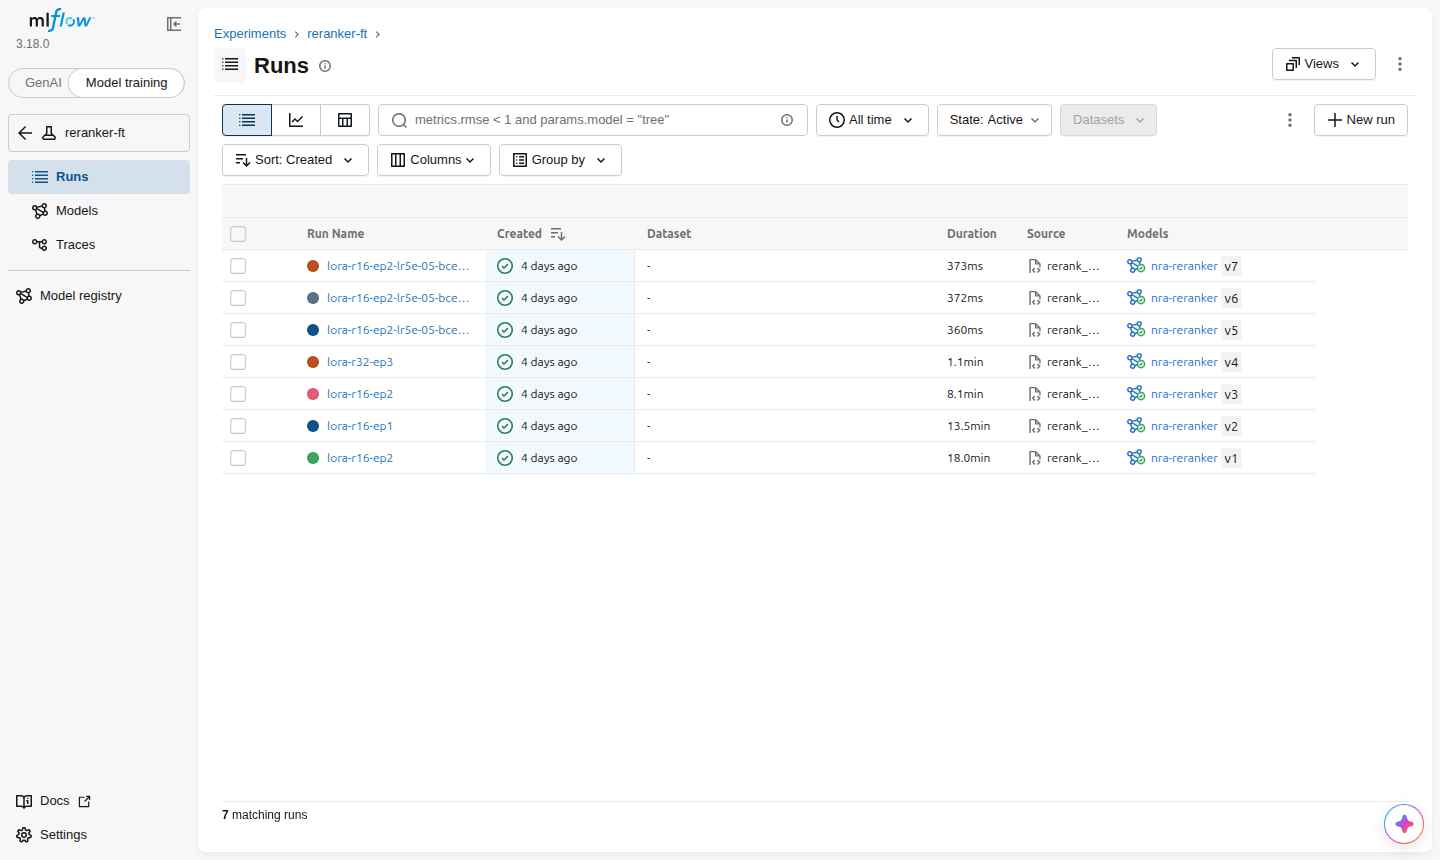 mlflow
3.18.0
GenAI
Model training
reranker-ft
Runs
Models
Traces
Model registry
Docs
Settings
Experiments > reranker-ft >
Runs
Views
metrics.rmse < 1 and params.model = "tree"
All time
State: Active
Datasets
New run
Sort: Created
Columns
Group by
Run Name Created Dataset Duration Source Models
lora-r16-ep2-lr5e-05-bce... 4 days ago - 373ms rerank_... nra-reranker v7
lora-r16-ep2-lr5e-05-bce... 4 days ago - 372ms rerank_... nra-reranker v6
lora-r16-ep2-lr5e-05-bce... 4 days ago - 360ms rerank_... nra-reranker v5
lora-r32-ep3 4 days ago - 1.1min rerank_... nra-reranker v4
lora-r16-ep2 4 days ago - 8.1min rerank_... nra-reranker v3
lora-r16-ep1 4 days ago - 13.5min rerank_... nra-reranker v2
lora-r16-ep2 4 days ago - 18.0min rerank_... nra-reranker v1
7 matching runs